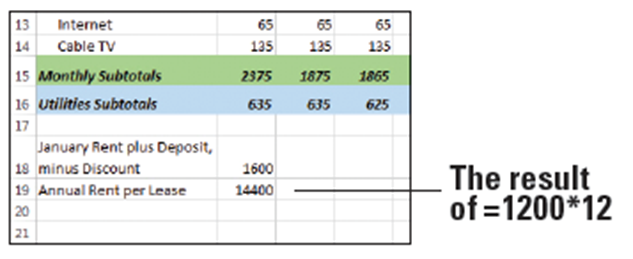 13 Internet 65 65 65
14 Cable TV 135 135 135
15 Monthly Subtotals 2375 1875 1865
16 Utilities Subtotals 635 635 625
17
January Rent plus Deposit,
18 minus Discount 1600
19 Annual Rent per Lease 14400
20
21
The result
of =1200*12